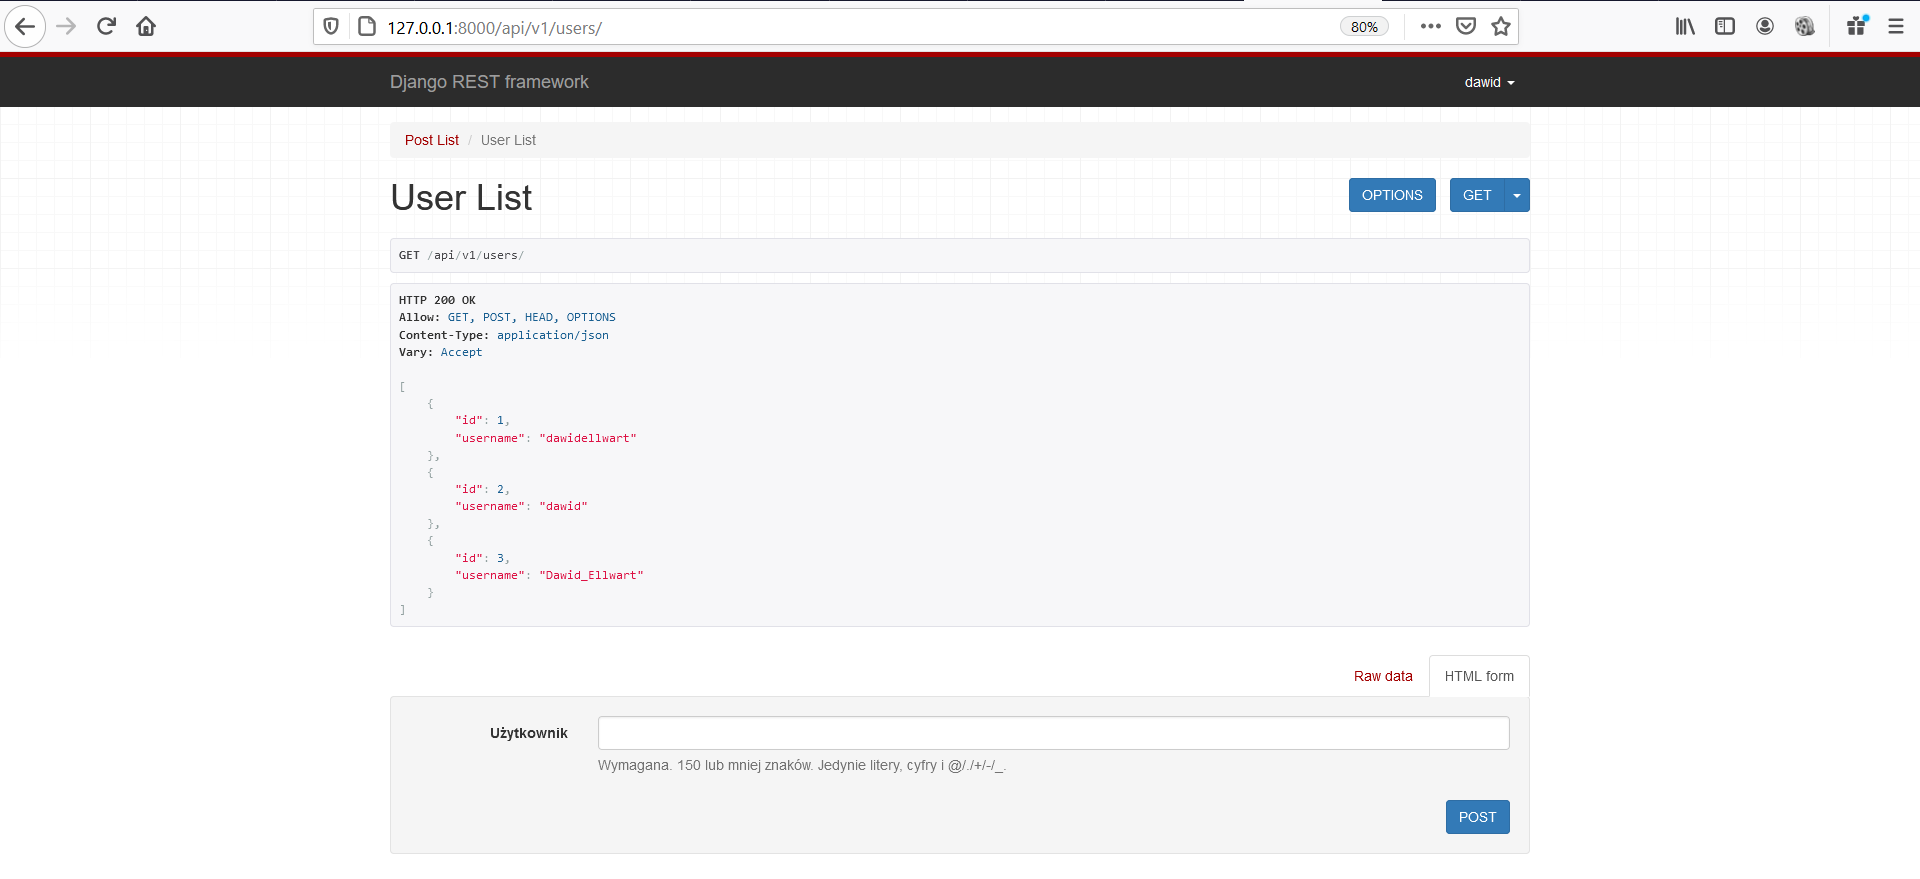 127.0.0.1:8000/api/v1/users/
80%
Django REST framework
dawid
Post List / User List
User List
OPTIONS
GET
GET /api/v1/users/
HTTP 200 OK
Allow: GET, POST, HEAD, OPTIONS
Content-Type: application/json
Vary: Accept
[
{
"id": 1,
"username": "dawidellwart"
},
{
"id": 2,
"username": "dawid"
},
{
"id": 3,
"username": "Dawid_Ellwart"
}
]
Raw data
HTML form
Użytkownik
Wymagana. 150 lub mniej znaków. Jedynie litery, cyfry i @/./+/-/_.
POST